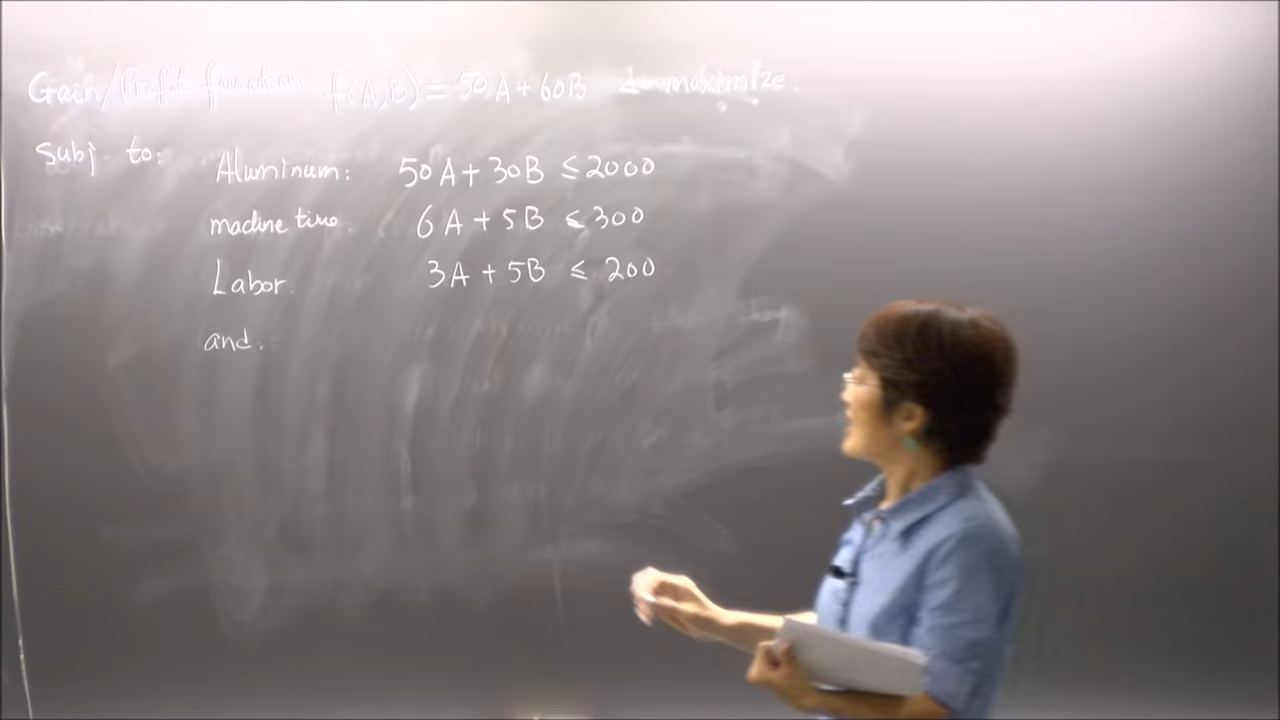 Gain/Profit function f(A,B) = 50A + 60B to maximize.
Subj. to:
Aluminum: 50A + 30B ≤ 2000
machine time. 6A + 5B ≤ 300
Labor. 3A + 5B ≤ 200
and.